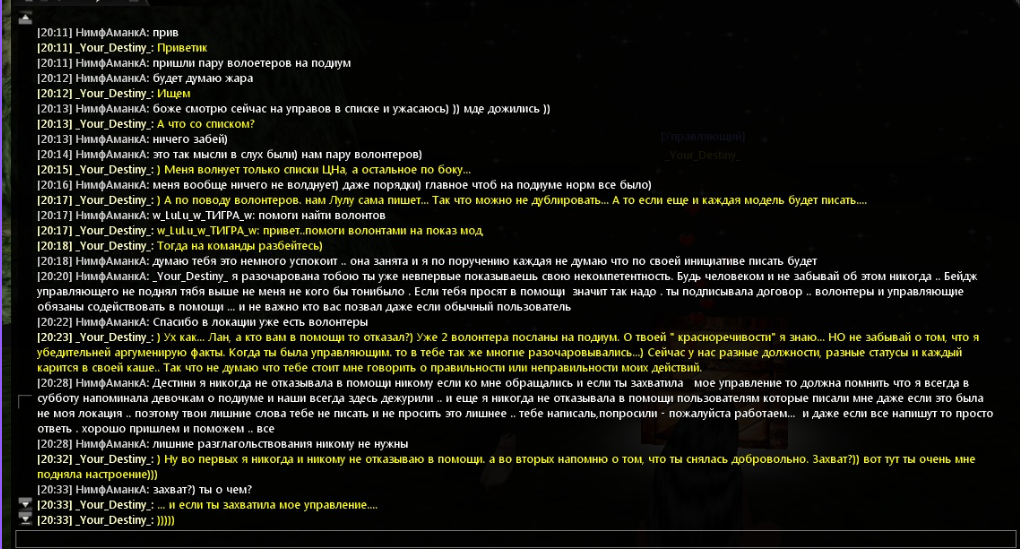 [20:11] НимфАманкА: прив
[20:11] _Your_Destiny_: Приветик
[20:11] НимфАманкА: пришли пару волоетеров на подиум
[20:12] НимфАманкА: будет думаю жара
[20:12] _Your_Destiny_: Ищем
[20:13] НимфАманкА: боже смотрю сейчас на управов в списке и ужасаюсь) )) мде дожились ))
[20:13] _Your_Destiny_: А что со списком?
[20:13] НимфАманкА: ничего забей)
[20:14] НимфАманкА: это так мысли в слух были) нам пару волонтеров)
[20:15] _Your_Destiny_: ) Меня волнует только списки ЦНа, а остальное по боку...
[20:16] НимфАманкА: меня вообще ничего не волднует) даже порядки) главное чтоб на подиуме норм все было)
[20:17] _Your_Destiny_: ) А по поводу волонтеров. нам Лулу сама пишет... Так что можно не дублировать... А то если еще и каждая модель будет писать....
[20:17] НимфАманкА: w_LuLu_w_ТИГРА_w: помоги найти волонтов
[20:17] _Your_Destiny_: w_LuLu_w_ТИГРА_w: привет..помоги волонтами на показ мод
[20:18] _Your_Destiny_: Тогда на команды разбейтесь)
[20:18] НимфАманкА: думаю тебя это немного успокоит .. она занята и я по поручению каждая не думаю что по своей инициативе писать будет
[20:20] НимфАманкА: _Your_Destiny_ я разочарована тобою ты уже невпервые показываешь свою некомпетентность. Будь человеком и не забывай об этом никогда .. Бейдж
управляющего не поднял тябя выше не меня не кого бы тонибыло . Если тебя просят в помощи  значит так надо . ты подписывала договор .. волонтеры и управляющие
обязаны содействовать в помощи ... и не важно кто вас позвал даже если обычный пользователь
[20:22] НимфАманкА: Спасибо в локации уже есть волонтеры
[20:23] _Your_Destiny_: ) Ух как... Лан, а кто вам в помощи то отказал?) Уже 2 волонтера посланы на подиум. О твоей " красноречивости" я знаю... НО не забывай о том, что я
убедительней аргуменирую факты. Когда ты была управляющим. то в тебе так же многие разочаровывались...) Сейчас у нас разные должности, разные статусы и каждый
карится в своей каше.. Так что не думаю что тебе стоит мне говорить о правильности или неправильности моих действий.
[20:28] НимфАманкА: Дестини я никогда не отказывала в помощи никому если ко мне обращались и если ты захватила   мое управление то должна помнить что я всегда в
субботу напоминала девочкам о подиуме и наши всегда здесь дежурили .. и еще я никогда не отказывала в помощи пользователям которые писали мне даже если это была
не моя локация .. поэтому твои лишние слова тебе не писать и не просить это лишнее .. тебе написаль,попросили - пожалуйста работаем...  и даже если все напишут то просто
ответь . хорошо пришлем и поможем .. все
[20:28] НимфАманкА: лишние разглагольствования никому не нужны
[20:32] _Your_Destiny_: ) Ну во первых я никогда и никому не отказываю в помощи. а во вторых напомню о том, что ты снялась добровольно. Захват?)) вот тут ты очень мне
подняла настроение)))
[20:33] НимфАманкА: захват?) ты о чем?
[20:33] _Your_Destiny_: ... и если ты захватила мое управление....
[20:33] _Your_Destiny_: )))))
[Управляющий]
_Your_Destiny_